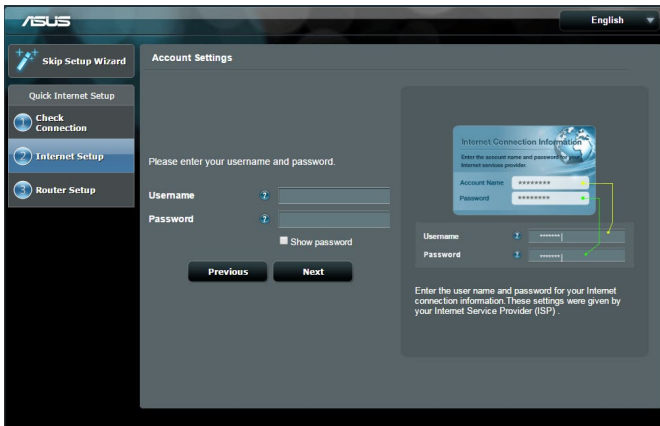 ASUS
English
Skip Setup Wizard
Quick Internet Setup
1 Check Connection
2 Internet Setup
3 Router Setup
Account Settings
Please enter your username and password.
Username ?
Password ?
Show password
Previous
Next
Internet Connection Information
Enter the account name and password for your
Internet services provider.
Account Name ********
Password ********
Username ? *******|
Password ? *******|
Enter the user name and password for your Internet
connection information.These settings were given by
your Internet Service Provider (ISP) .